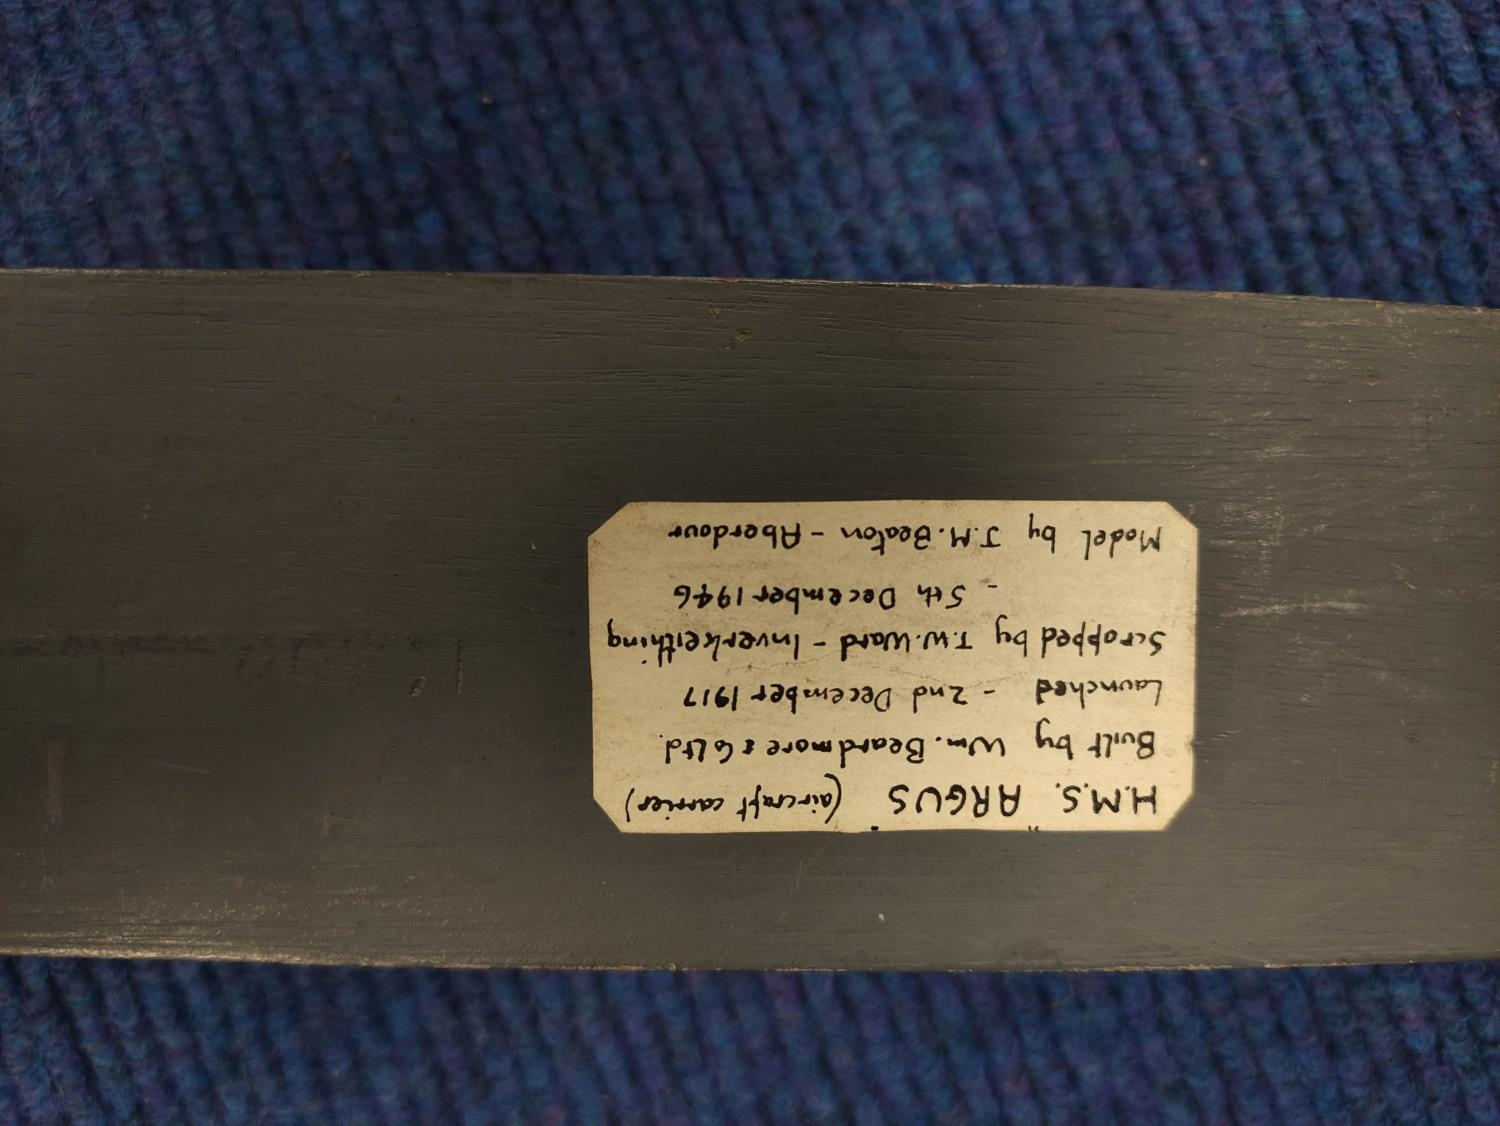 H.M.S. "ARGUS" (aircraft carrier)
Built by Wm. Beardmore & Co Ltd.
Launched - 2nd December 1917
Scrapped by T.W. Ward - Inverkeithing
- 5th December 1946
Model by J.M. Beaton - Aberdour